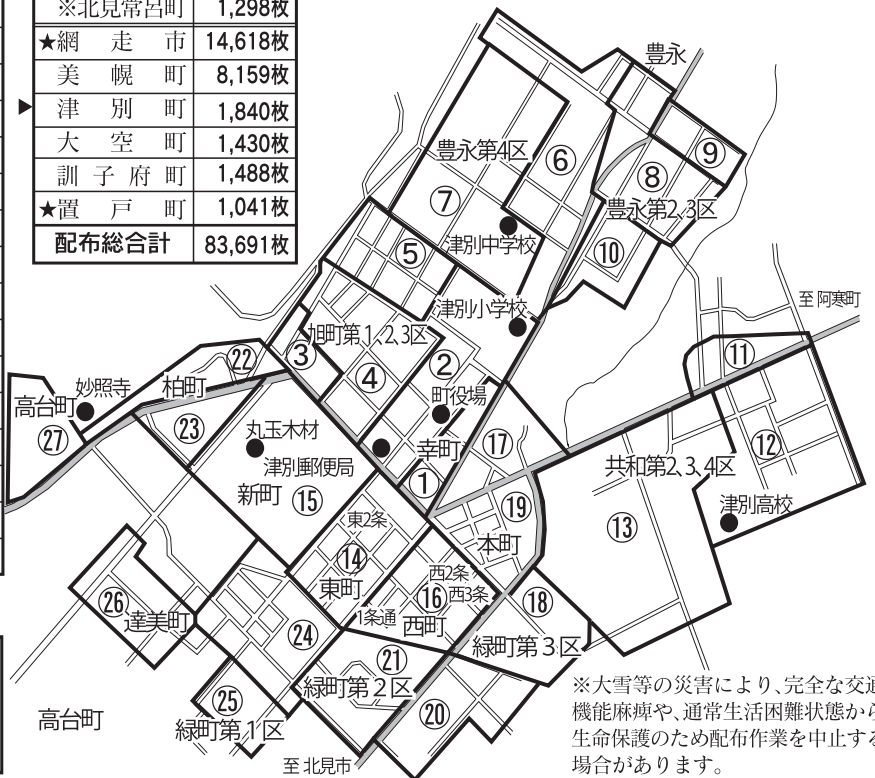 ※北見常呂町 1,298枚
★網走市 14,618枚
美幌町 8,159枚
▶津別町 1,840枚
大空町 1,430枚
訓子府町 1,488枚
★置戸町 1,041枚
配布総合計 83,691枚
豊永
豊永第4区
⑥
⑨
⑧
⑦
豊永第2、3区
津別中学校
⑤
⑩
津別小学校
至 阿寒町
旭町第1、2、3区
㉒
③
②
⑪
④
妙照寺
柏町
高台町
町役場
㉗
㉓
丸玉木材
幸町
⑰
⑫
津別郵便局
共和第2、3、4区
新町
⑮
①
津別高校
東2条
⑲
⑬
本町
⑭
西2条
東町
⑯
西3条
㉖
⑱
達美町
1条通
西町
㉔
緑町第3区
㉑
緑町第2区
㉕
⑳
高台町
緑町第1区
至 北見市
※大雪等の災害により、完全な交通
機能麻痺や、通常生活困難状態から
生命保護のため配布作業を中止する
場合があります。